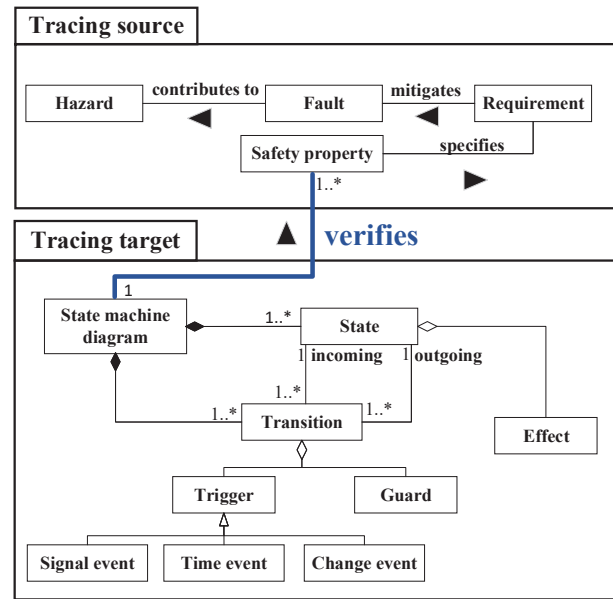 Tracing source
contributes to
mitigates
Hazard
Fault
Requirement
Safety property
specifies
1..*
Tracing target
verifies
1
State machine
diagram
1..*
State
1 incoming
1 outgoing
1..*
1..*
1..*
Transition
Effect
Trigger
Guard
Signal event
Time event
Change event